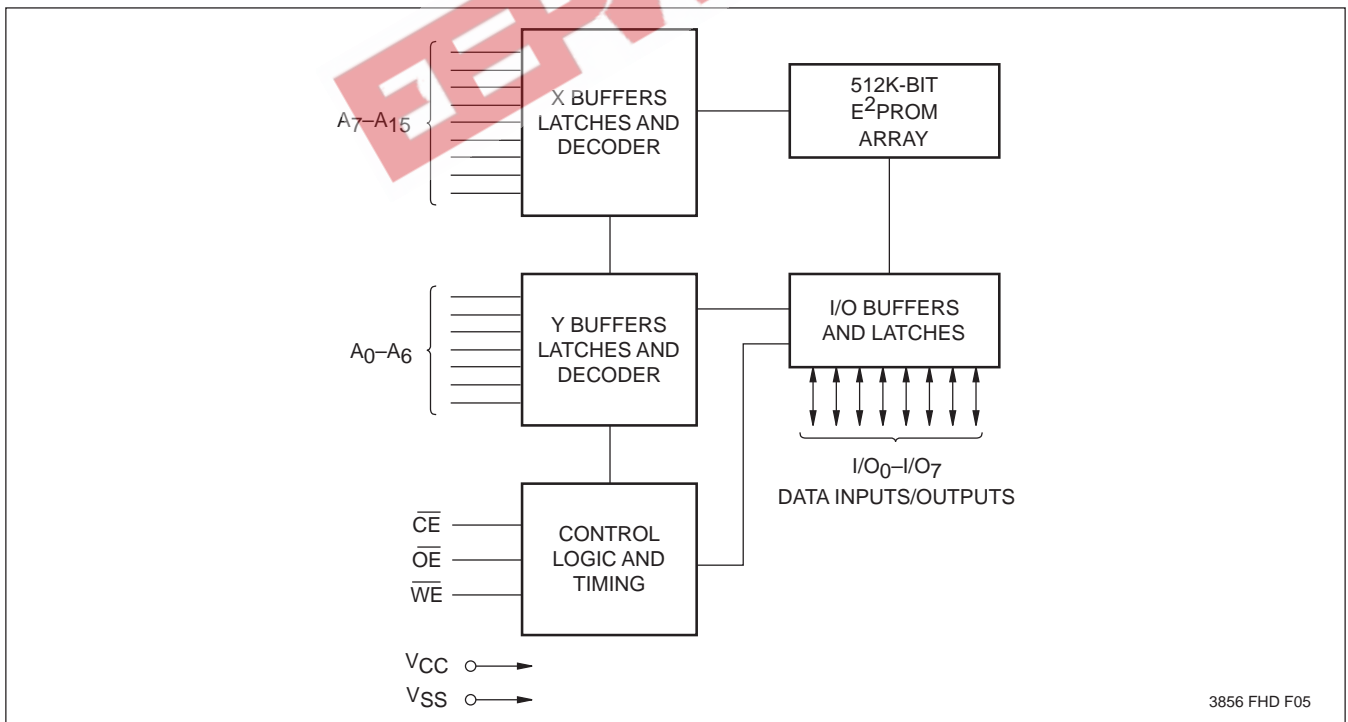 A7–A15
X BUFFERS
LATCHES AND
DECODER
512K-BIT
E2PROM
ARRAY
A0–A6
Y BUFFERS
LATCHES AND
DECODER
I/O BUFFERS
AND LATCHES
I/O0–I/O7
DATA INPUTS/OUTPUTS
CE
OE
WE
CONTROL
LOGIC AND
TIMING
VCC
VSS
3856 FHD F05